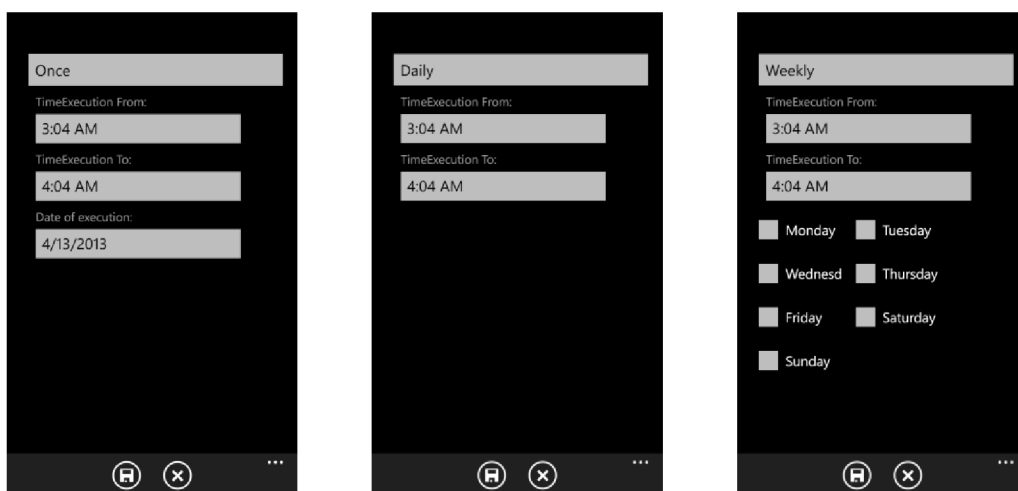 Once
TimeExecution From:
3:04 AM
TimeExecution To:
4:04 AM
Date of execution:
4/13/2013
Daily
TimeExecution From:
3:04 AM
TimeExecution To:
4:04 AM
Weekly
TimeExecution From:
3:04 AM
TimeExecution To:
4:04 AM
Monday Tuesday
Wednesd Thursday
Friday Saturday
Sunday